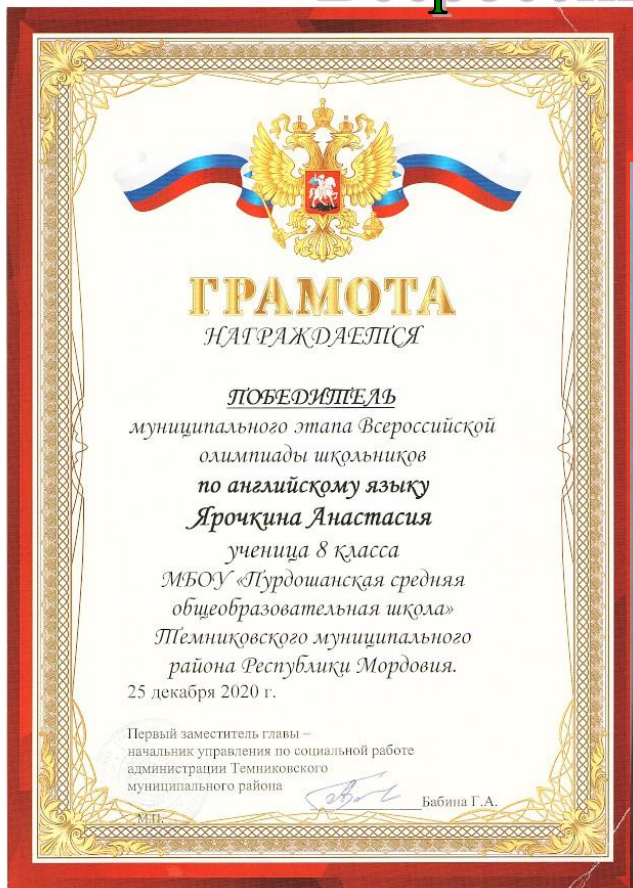 ГРАМОТА
НАГРАЖДАЕТСЯ
ПОБЕДИТЕЛЬ
муниципального этапа Всероссийской
олимпиады школьников
по английскому языку
Ярочкина Анастасия
ученица 8 класса
МБОУ «Пурдошанская средняя
общеобразовательная школа»
Темниковского муниципального
района Республики Мордовия.
25 декабря 2020 г.
Первый заместитель главы –
начальник управления по социальной работе
администрации Темниковского
муниципального района
Бабина Г.А.
М.П.